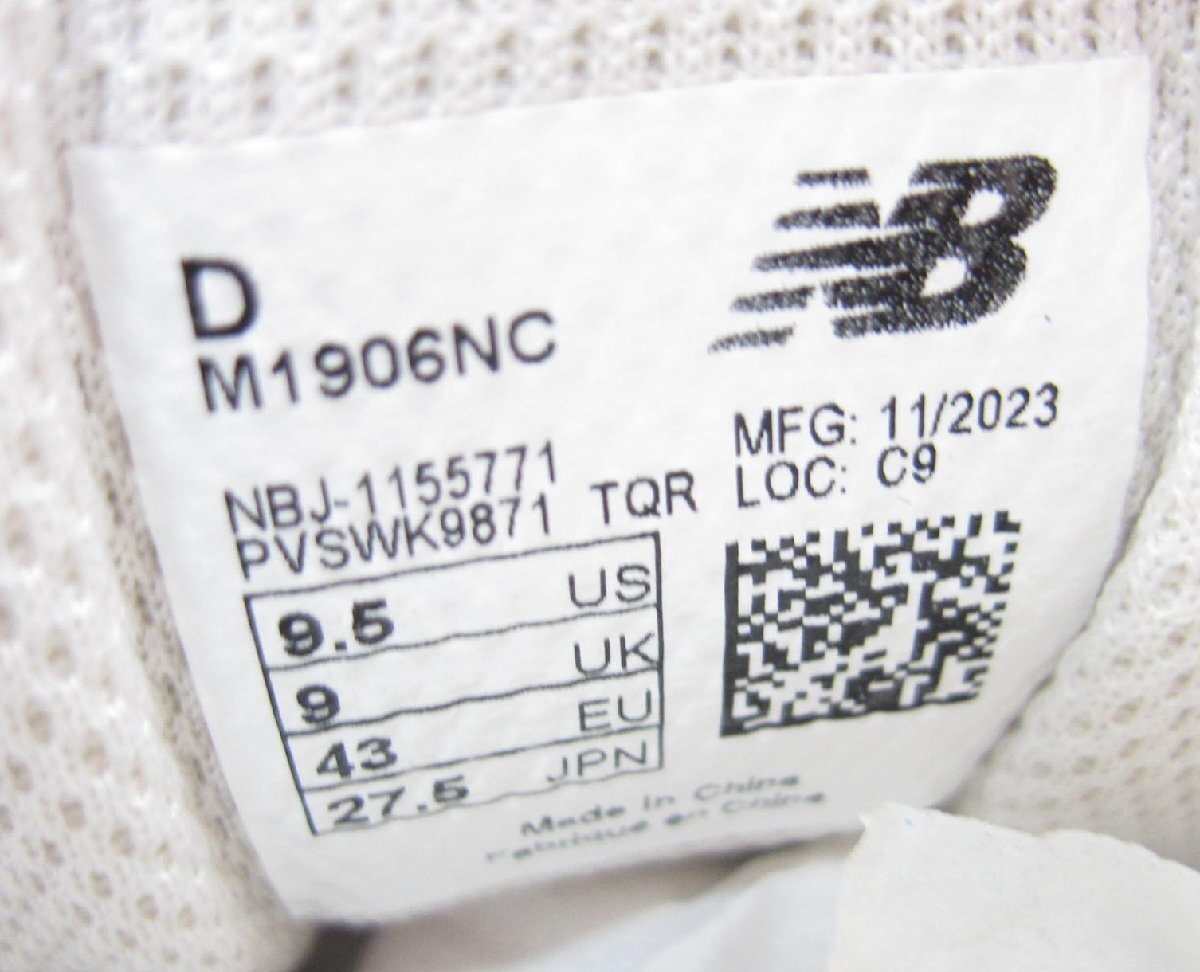 NB
D
M1906NC
MFG: 11/2023
LOC: C9
NBJ-1155771
PVSWK9871 TQR
9.5 US
9 UK
43 EU
27.5 JPN
Made in China
Fabriqué en Chine